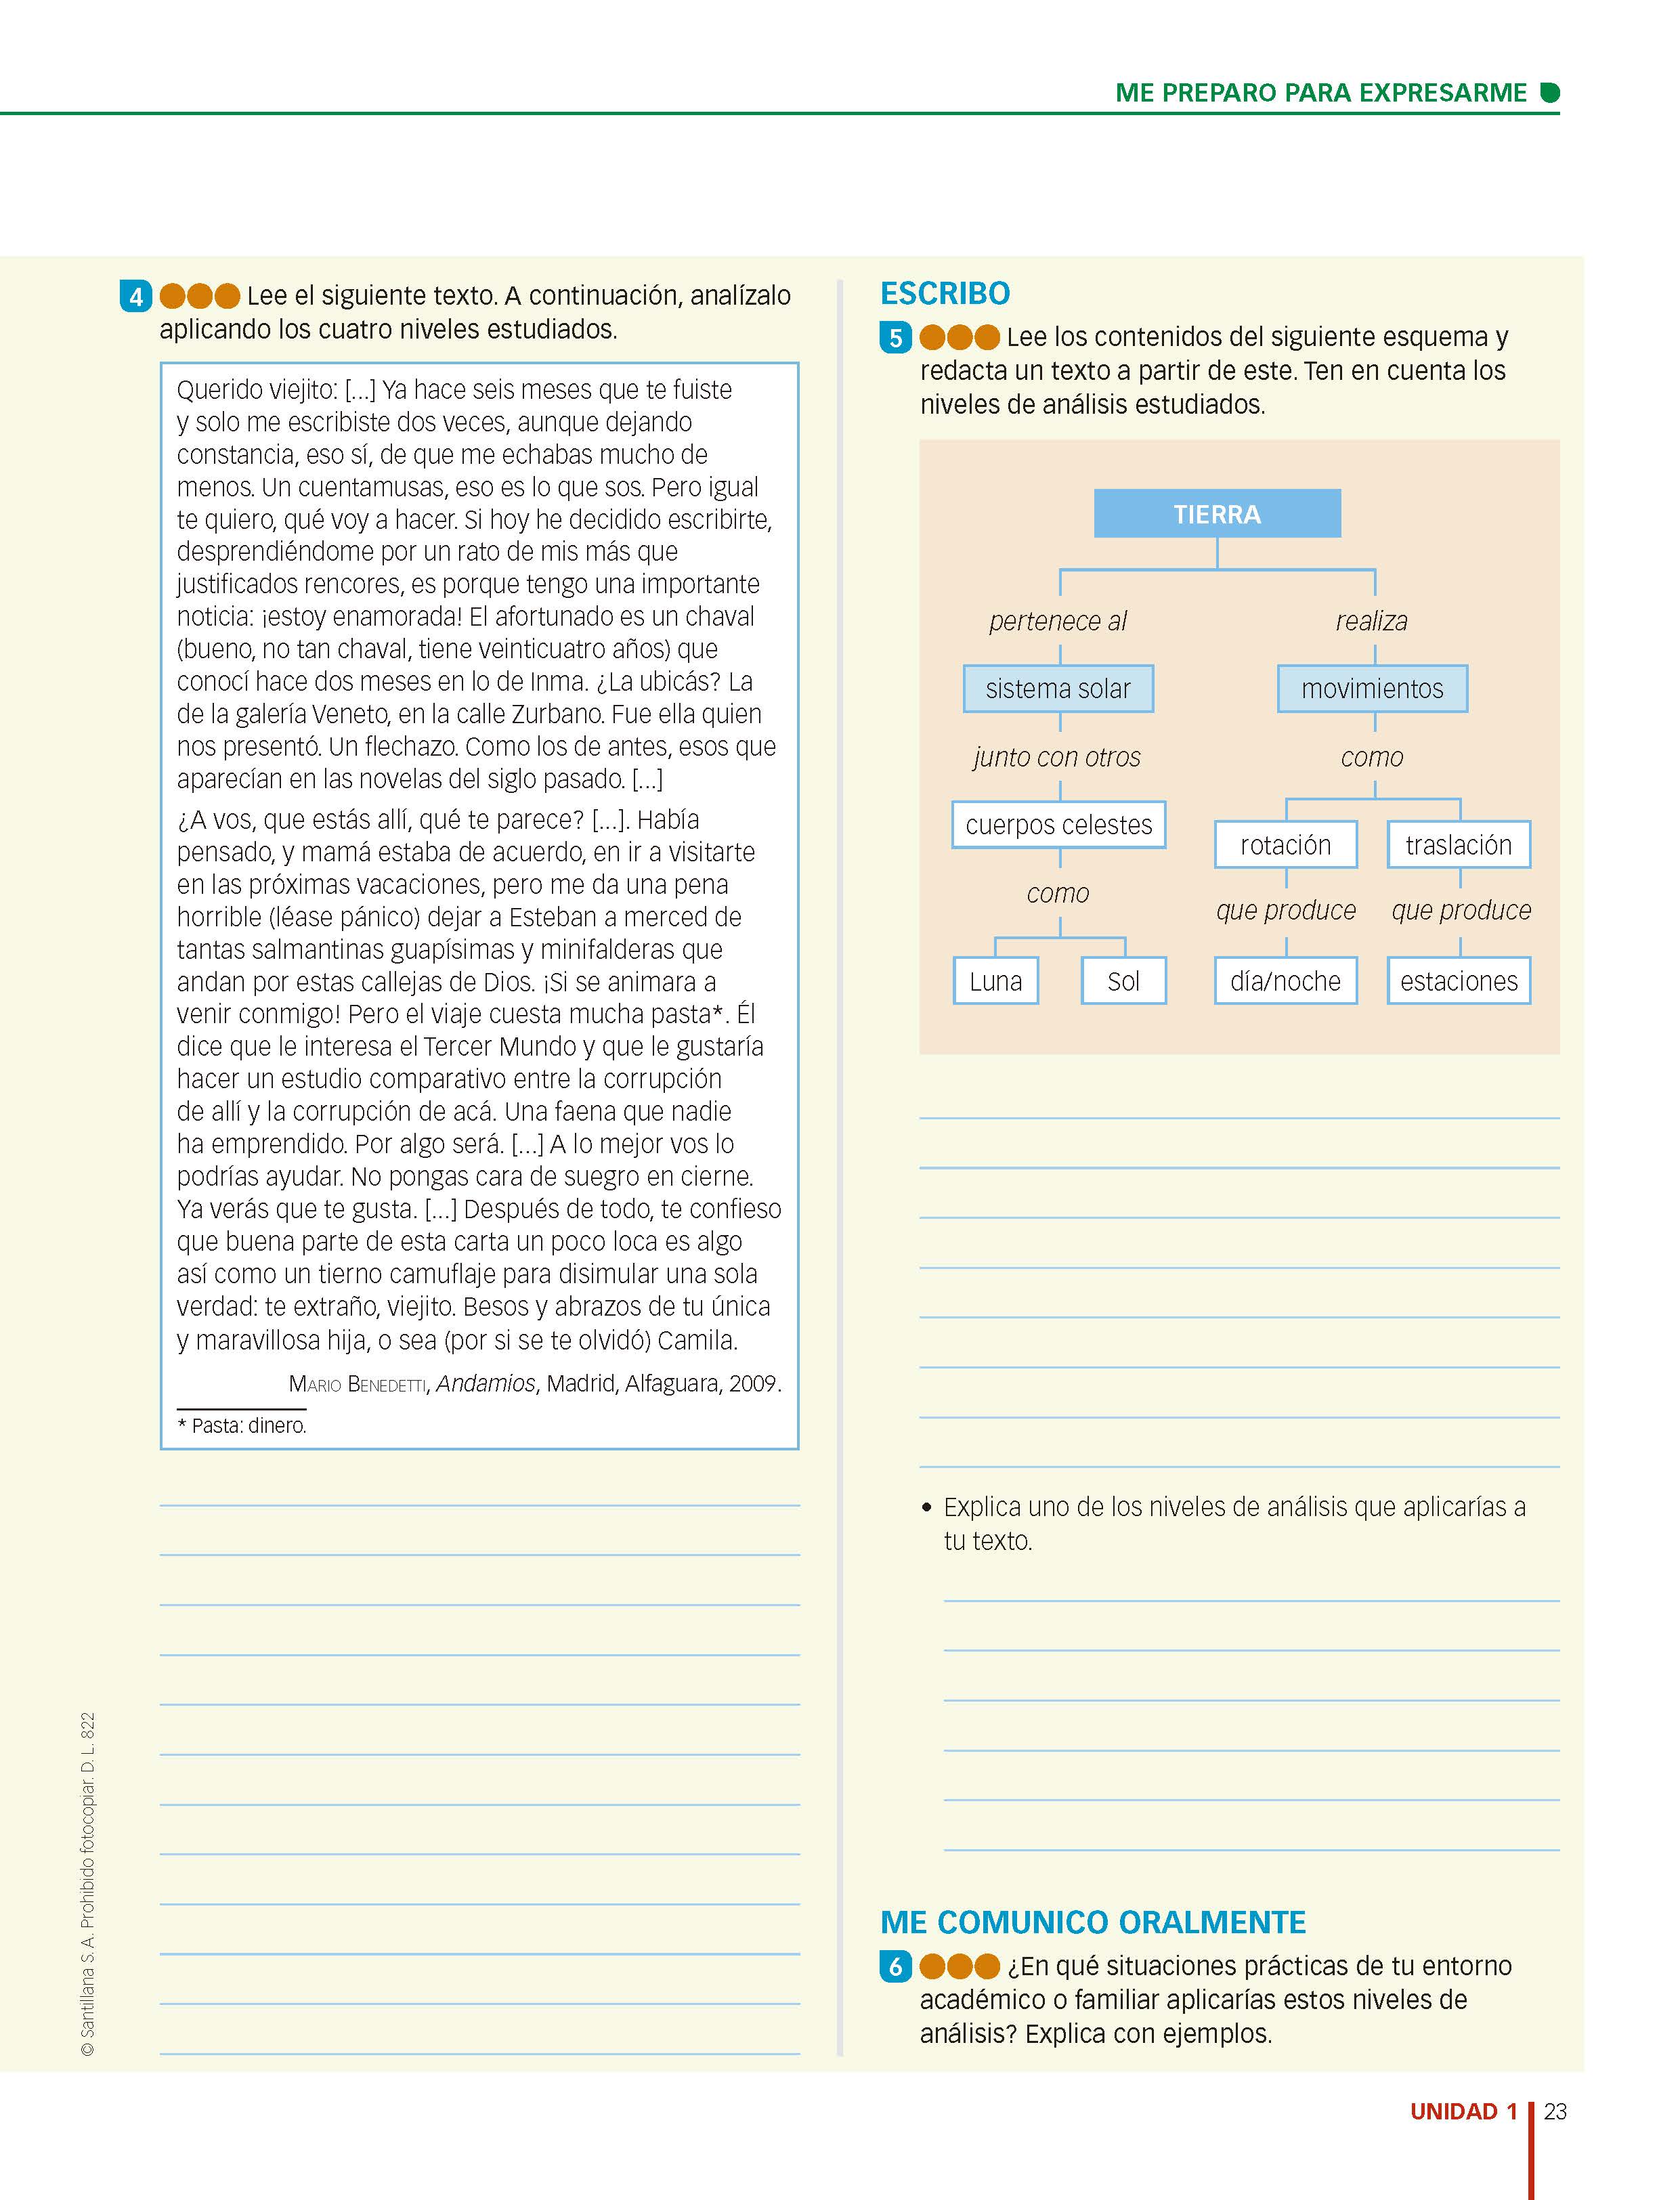 ME PREPARO PARA EXPRESARME
4 Lee el siguiente texto. A continuación, analízalo
aplicando los cuatro niveles estudiados.
Querido viejito: [...] Ya hace seis meses que te fuiste
y solo me escribiste dos veces, aunque dejando
constancia, eso sí, de que me echabas mucho de
menos. Un cuentamusas, eso es lo que sos. Pero igual
te quiero, qué voy a hacer. Si hoy he decidido escribirte,
desprendiéndome por un rato de mis más que
justificados rencores, es porque tengo una importante
noticia: ¡estoy enamorada! El afortunado es un chaval
(bueno, no tan chaval, tiene veinticuatro años) que
conocí hace dos meses en lo de Inma. ¿La ubicás? La
de la galería Veneto, en la calle Zurbano. Fue ella quien
nos presentó. Un flechazo. Como los de antes, esos que
aparecían en las novelas del siglo pasado. [...]
¿A vos, que estás allí, qué te parece? [...]. Había
pensado, y mamá estaba de acuerdo, en ir a visitarte
en las próximas vacaciones, pero me da una pena
horrible (léase pánico) dejar a Esteban a merced de
tantas salmantinas guapísimas y minifalderas que
andan por estas callejas de Dios. ¡Si se animara a
venir conmigo! Pero el viaje cuesta mucha pasta*. Él
dice que le interesa el Tercer Mundo y que le gustaría
hacer un estudio comparativo entre la corrupción
de allí y la corrupción de acá. Una faena que nadie
ha emprendido. Por algo será. [...] A lo mejor vos lo
podrías ayudar. No pongas cara de suegro en cierne.
Ya verás que te gusta. [...] Después de todo, te confieso
que buena parte de esta carta un poco loca es algo
así como un tierno camuflaje para disimular una sola
verdad: te extraño, viejito. Besos y abrazos de tu única
y maravillosa hija, o sea (por si se te olvidó) Camila.
MARIO BENEDETTI, Andamios, Madrid, Alfaguara, 2009.
* Pasta: dinero.
ESCRIBO
5 Lee los contenidos del siguiente esquema y
redacta un texto a partir de este. Ten en cuenta los
niveles de análisis estudiados.
TIERRA
pertenece al
realiza
sistema solar
movimientos
junto con otros
como
cuerpos celestes
rotación
traslación
como
que produce
que produce
Luna
Sol
día/noche
estaciones
• Explica uno de los niveles de análisis que aplicarías a
tu texto.
ME COMUNICO ORALMENTE
6 ¿En qué situaciones prácticas de tu entorno
académico o familiar aplicarías estos niveles de
análisis? Explica con ejemplos.
© Santillana S. A. Prohibido fotocopiar. D. L. 822
UNIDAD 1 23